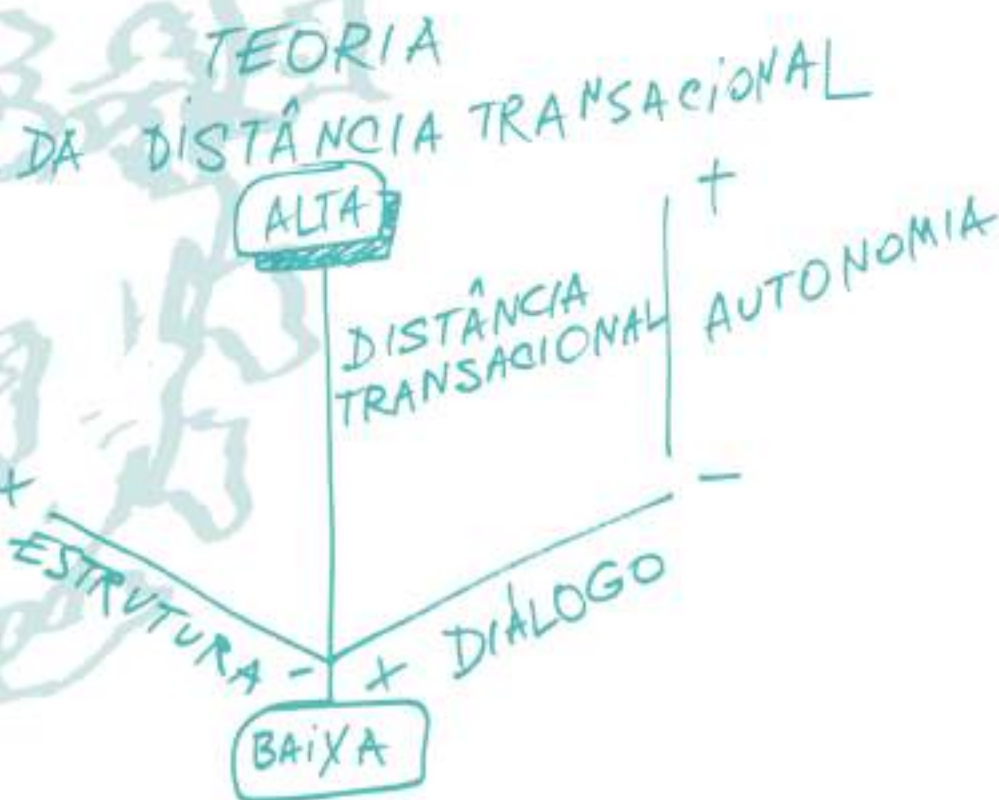 TEORIA
DA DISTÂNCIA TRANSACIONAL
ALTA
+
DISTÂNCIA
TRANSACIONAL
AUTONOMIA
-
+
ESTRUTURA -
+ DIÁLOGO
BAIXA